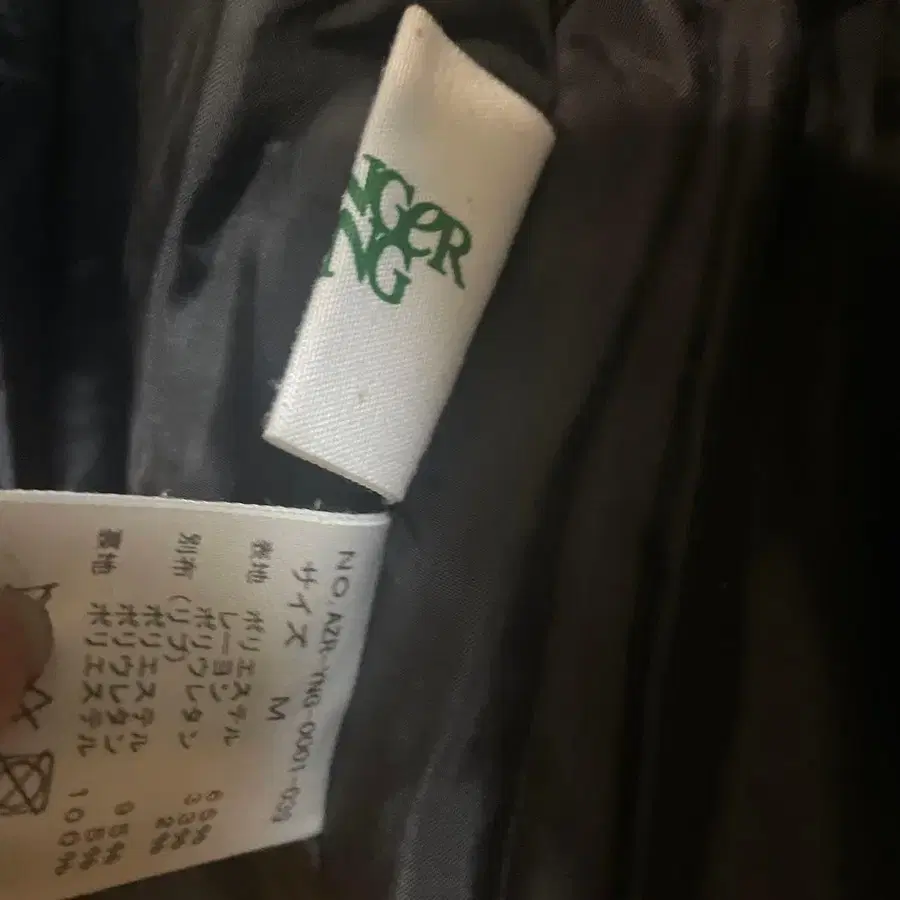 NGeR
NG
NO.AZR-YNG-0001-039
サイズ M
表地 ポリエステル 65%
レーヨン 33%
ポリウレタン 2%
別布(リブ)
ポリエステル 95%
ポリウレタン 5%
裏地 ポリエステル 100%